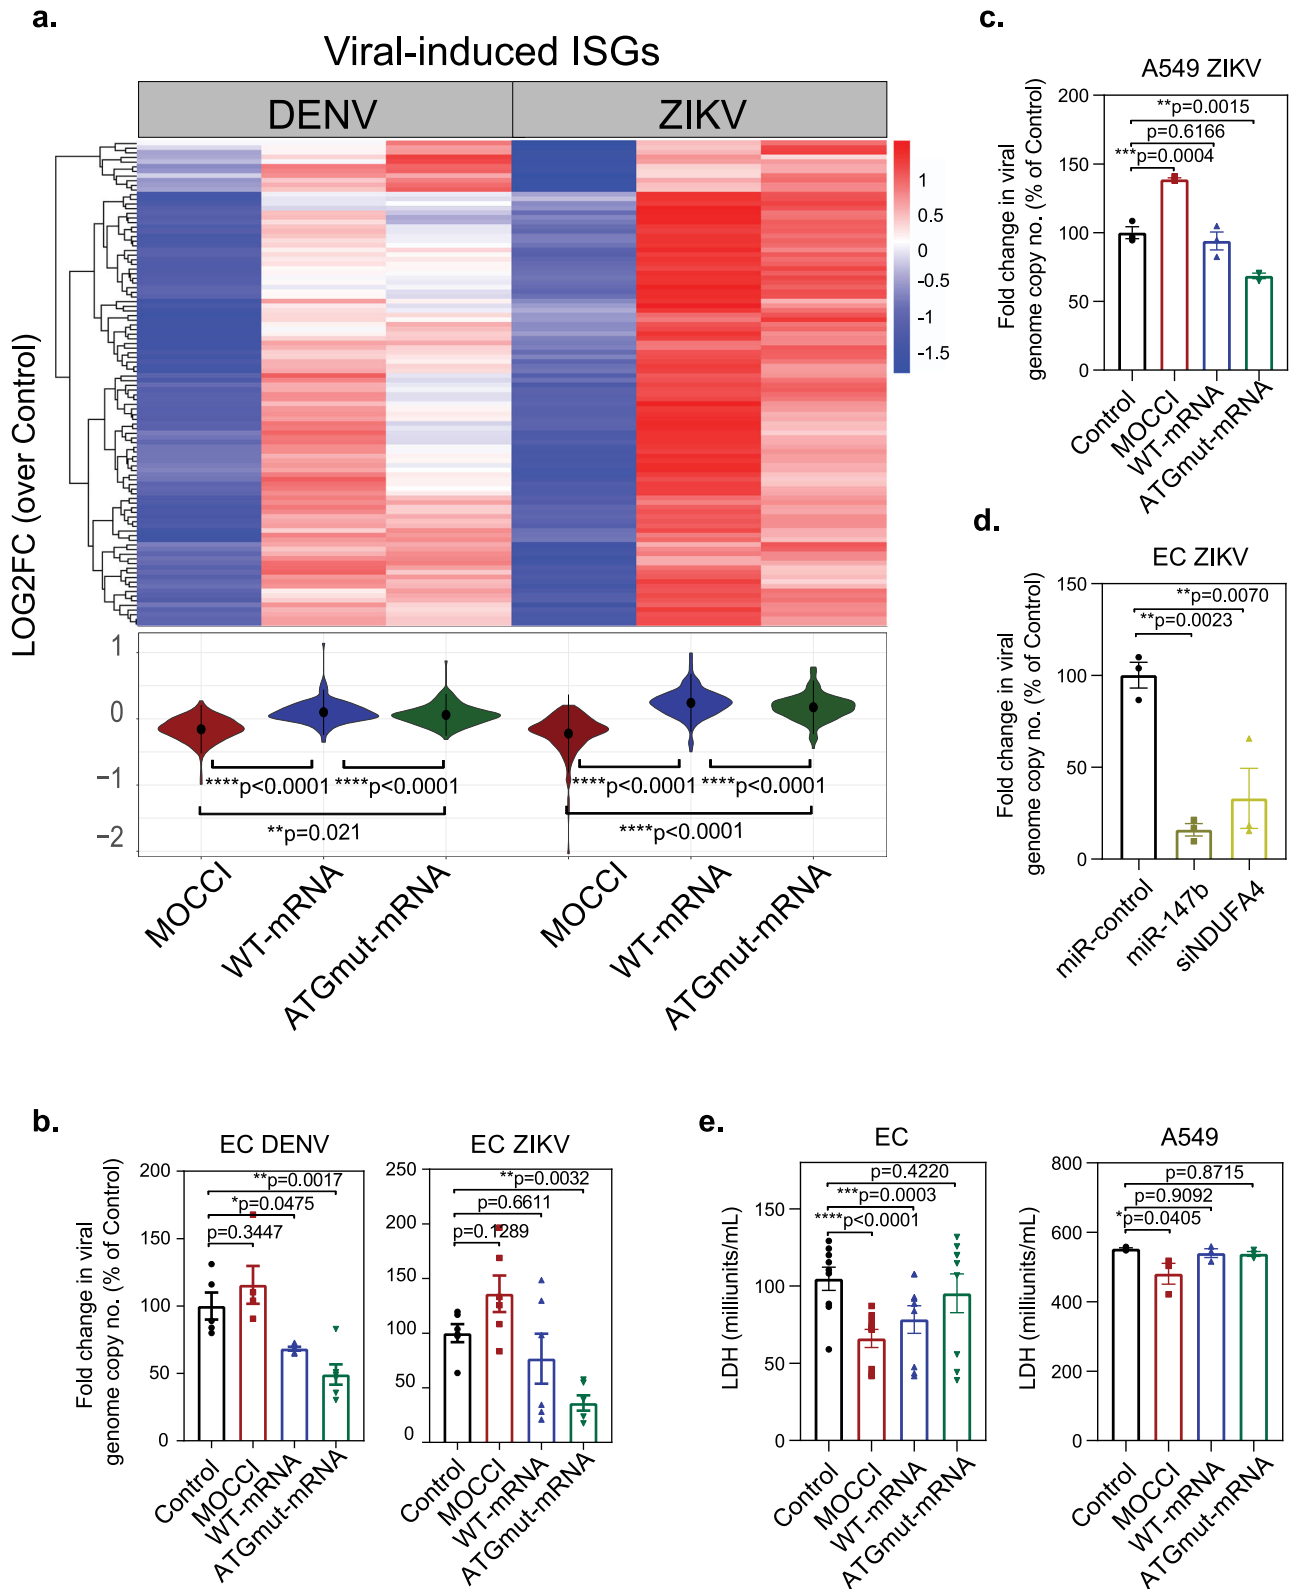 a.
Viral-induced ISGs
DENV
ZIKV
LOG2FC (over Control)
1
0.5
0
-0.5
-1
-1.5
1
0
−1
−2
****p<0.0001
****p<0.0001
**p=0.021
****p<0.0001
****p<0.0001
****p<0.0001
MOCCI
WT-mRNA
ATGmut-mRNA
MOCCI
WT-mRNA
ATGmut-mRNA
c.
A549 ZIKV
Fold change in viral
genome copy no. (% of Control)
200
150
100
50
0
**p=0.0015
p=0.6166
***p=0.0004
Control
MOCCI
WT-mRNA
ATGmut-mRNA
d.
EC ZIKV
Fold change in viral
genome copy no. (% of Control)
150
100
50
0
**p=0.0070
**p=0.0023
miR-control
miR-147b
siNDUFA4
b.
EC DENV
Fold change in viral
genome copy no. (% of Control)
200
150
100
50
0
**p=0.0017
*p=0.0475
p=0.3447
Control
MOCCI
WT-mRNA
ATGmut-mRNA
EC ZIKV
250
200
150
100
50
0
**p=0.0032
p=0.6611
p=0.1289
Control
MOCCI
WT-mRNA
ATGmut-mRNA
e.
EC
LDH (milliunits/mL)
150
100
50
0
p=0.4220
***p=0.0003
****p<0.0001
Control
MOCCI
WT-mRNA
ATGmut-mRNA
A549
LDH (milliunits/mL)
800
600
400
200
0
p=0.8715
p=0.9092
*p=0.0405
Control
MOCCI
WT-mRNA
ATGmut-mRNA